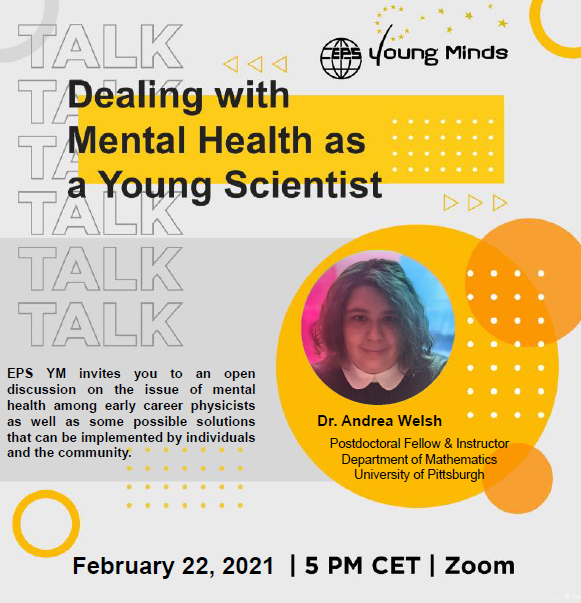 TALK
TALK
TALK
TALK
TALK
TALK
EPS Young Minds
Dealing with
Mental Health as
a Young Scientist
EPS YM invites you to an open
discussion on the issue of mental
health among early career physicists
as well as some possible solutions
that can be implemented by individuals
and the community.
Dr. Andrea Welsh
Postdoctoral Fellow & Instructor
Department of Mathematics
University of Pittsburgh
February 22, 2021 | 5 PM CET | Zoom